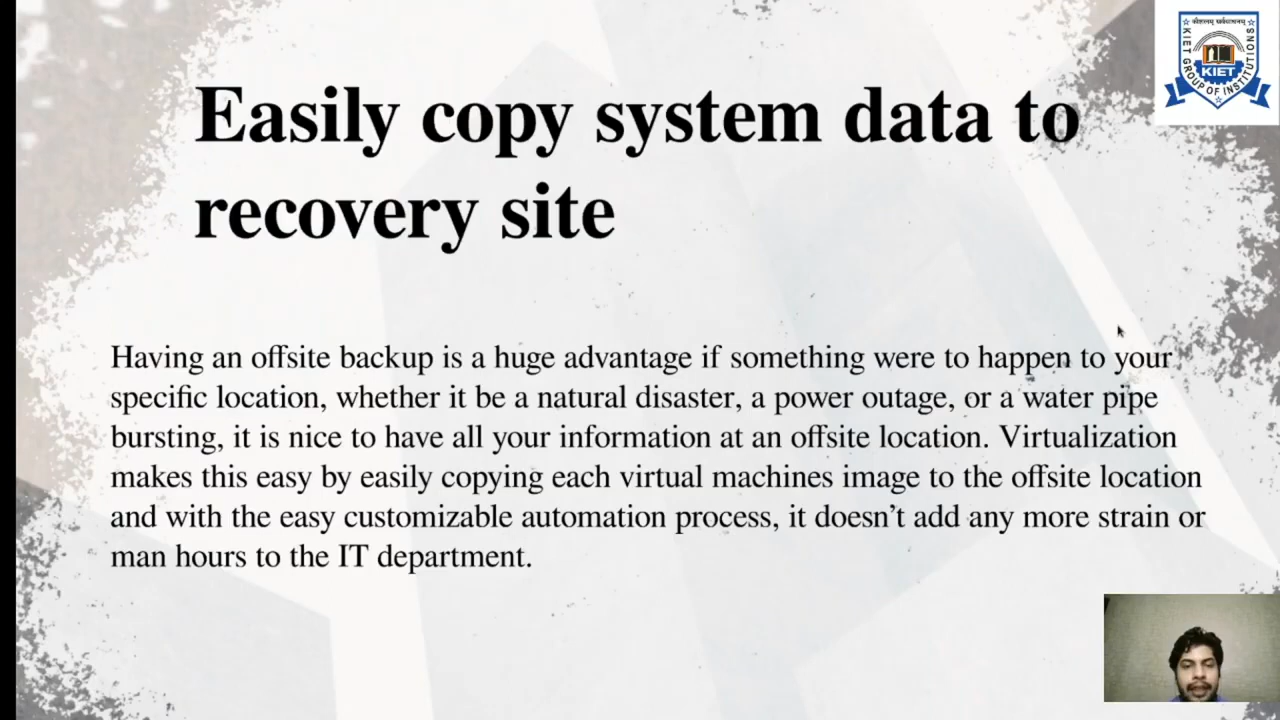 Easily copy system data to
recovery site
Having an offsite backup is a huge advantage if something were to happen to your
specific location, whether it be a natural disaster, a power outage, or a water pipe
bursting, it is nice to have all your information at an offsite location. Virtualization
makes this easy by easily copying each virtual machines image to the offsite location
and with the easy customizable automation process, it doesn’t add any more strain or
man hours to the IT department.
KIET GROUP OF INSTITUTIONS
KIET